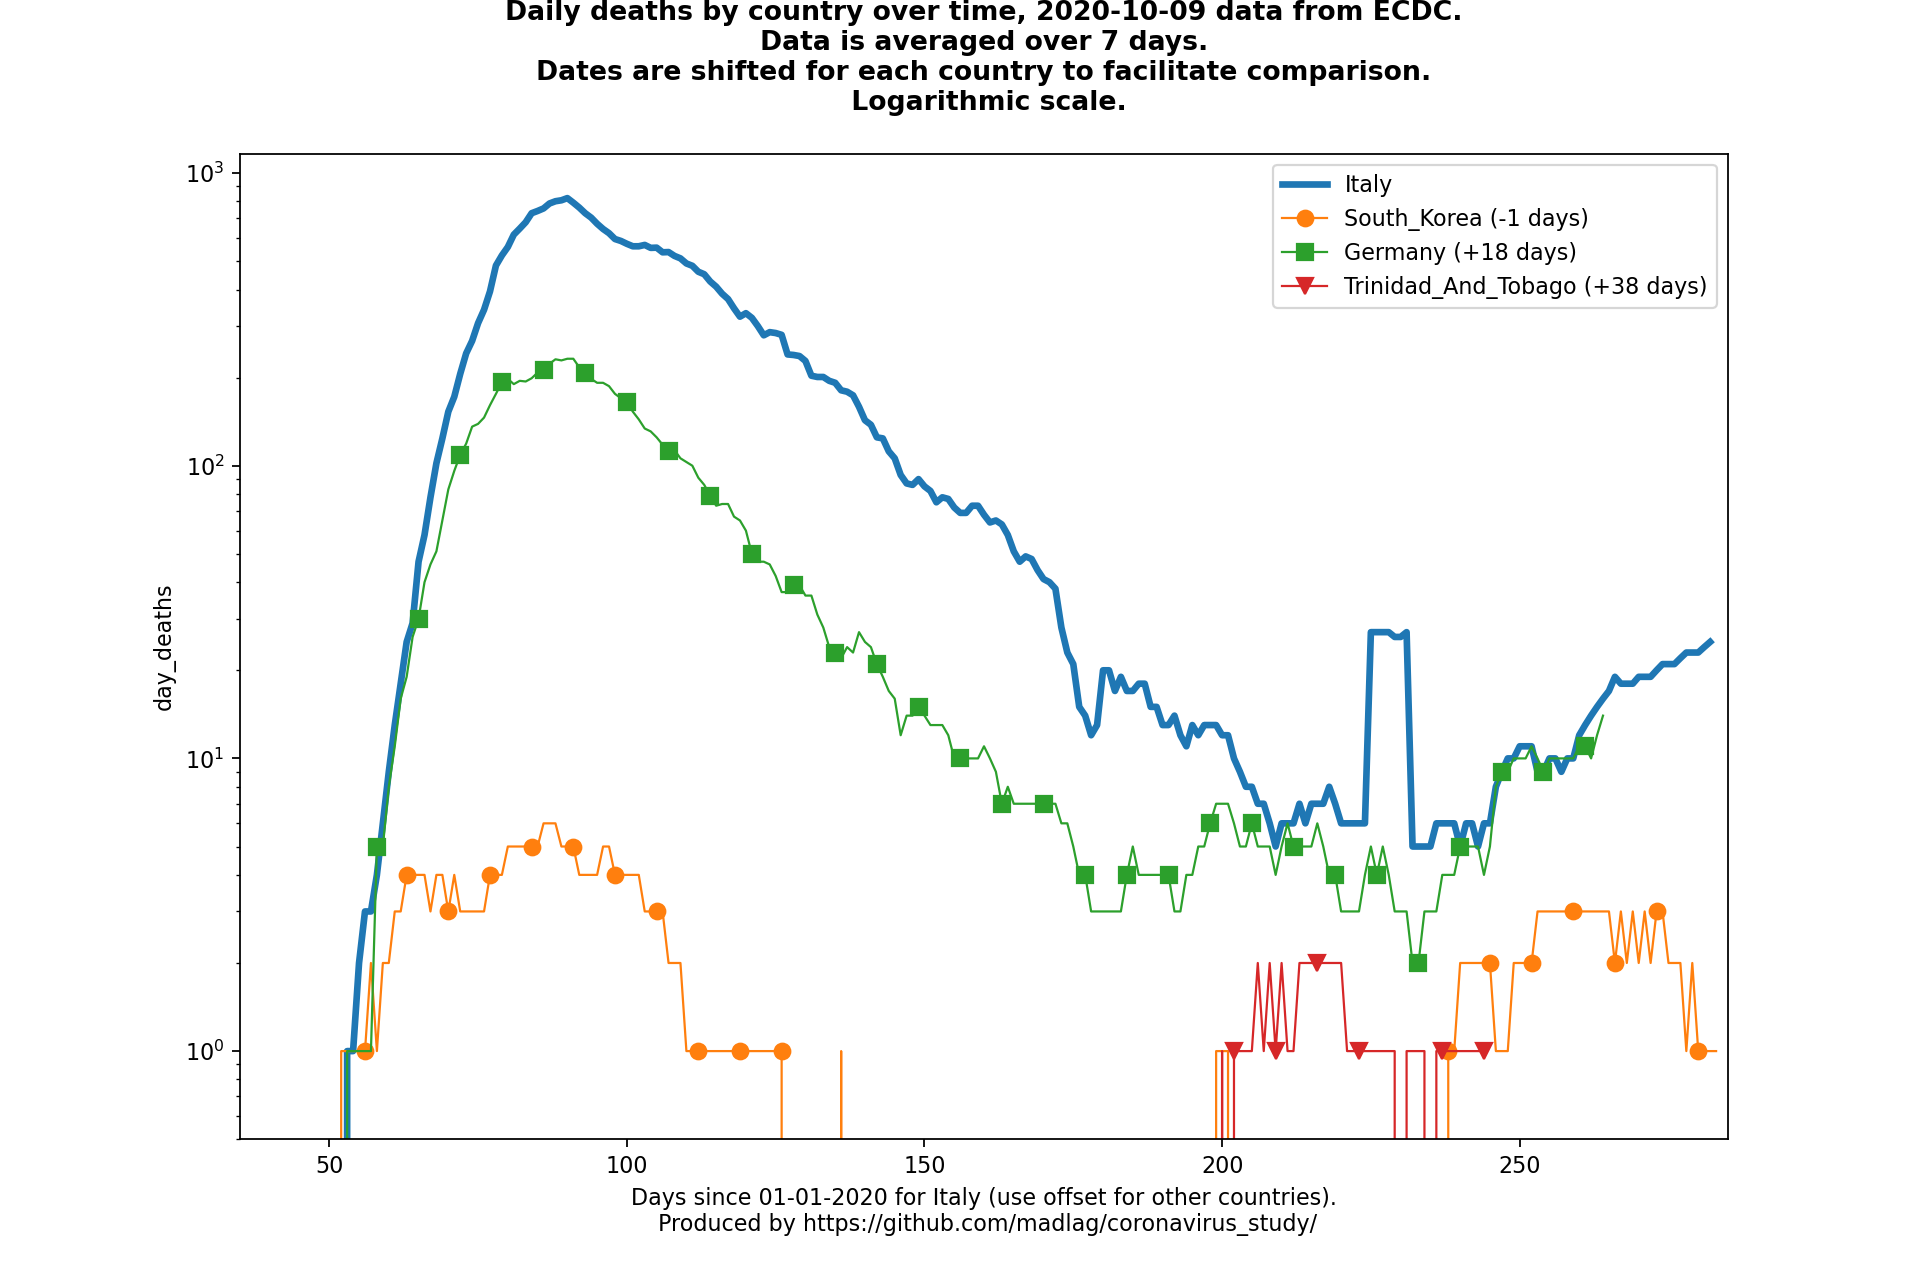 Daily deaths by country over time, 2020-10-09 data from ECDC.
Data is averaged over 7 days.
Dates are shifted for each country to facilitate comparison.
Logarithmic scale.
10³
Italy
South_Korea (-1 days)
Germany (+18 days)
Trinidad_And_Tobago (+38 days)
10²
day_deaths
10¹
10⁰
50 100 150 200 250
Days since 01-01-2020 for Italy (use offset for other countries).
Produced by https://github.com/madlag/coronavirus_study/